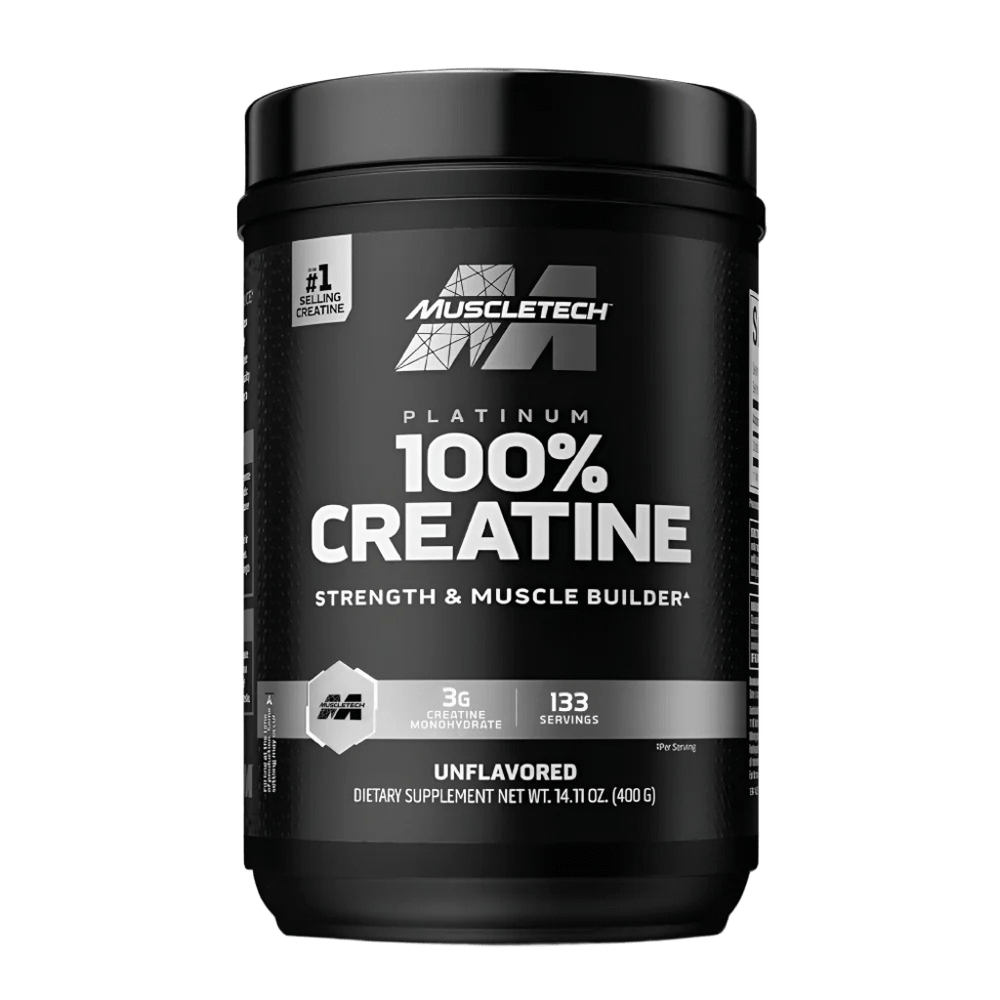 #1
SELLING
CREATINE
MUSCLETECH
PLATINUM
100%
CREATINE
STRENGTH & MUSCLE BUILDER▲
MUSCLETECH
3G
CREATINE
MONOHYDRATE
133
SERVINGS
‡Per Serving
UNFLAVORED
DIETARY SUPPLEMENT NET WT. 14.11 OZ. (400 G)